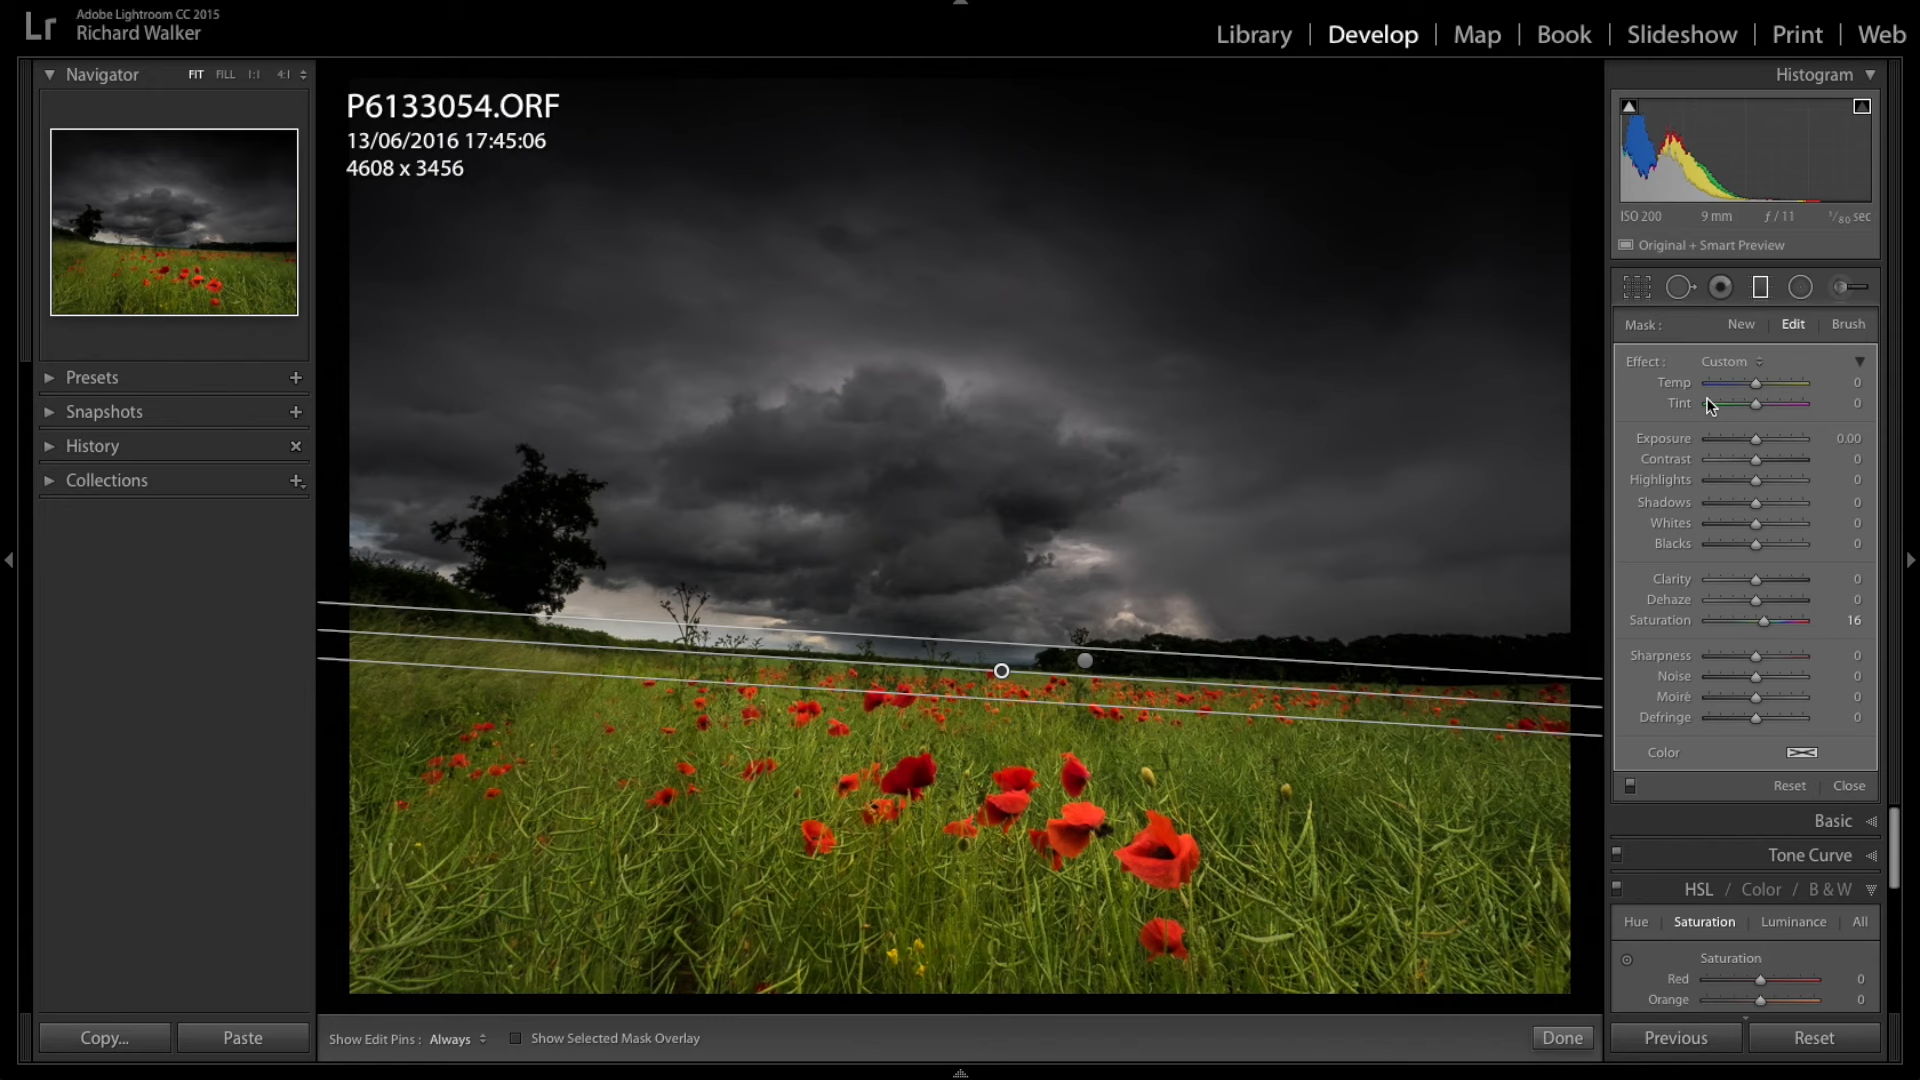 Lr
Adobe Lightroom CC 2015
Richard Walker
Library | Develop | Map | Book | Slideshow | Print | Web
Navigator FIT FILL 1:1 4:1
Presets
Snapshots
History
Collections
Copy... Paste
P6133054.ORF
13/06/2016 17:45:06
4608 x 3456
Show Edit Pins : Always Show Selected Mask Overlay Done
Histogram
ISO 200 9 mm ƒ / 11 1/80 sec
Original + Smart Preview
Mask : New Edit Brush
Effect : Custom
Temp 0
Tint 0
Exposure 0.00
Contrast 0
Highlights 0
Shadows 0
Whites 0
Blacks 0
Clarity 0
Dehaze 0
Saturation 16
Sharpness 0
Noise 0
Moiré 0
Defringe 0
Color
Reset Close
Basic
Tone Curve
HSL / Color / B & W
Hue Saturation Luminance All
Saturation
Red 0
Orange 0
Previous Reset